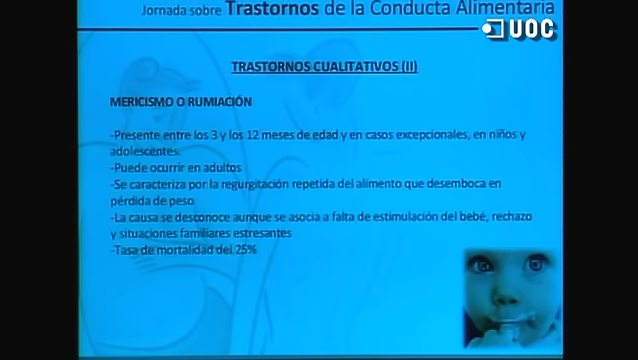 Jornada sobre Trastornos de la Conducta Alimentaria
UOC
TRASTORNOS CUALITATIVOS (II)
MERICISMO O RUMIACIÓN
-Presente entre los 3 y los 12 meses de edad y en casos excepcionales, en niños y
adolescentes.
-Puede ocurrir en adultos
-Se caracteriza por la regurgitación repetida del alimento que desemboca en
pérdida de peso
-La causa se desconoce aunque se asocia a falta de estimulación del bebé, rechazo
y situaciones familiares estresantes
-Tasa de mortalidad del 25%